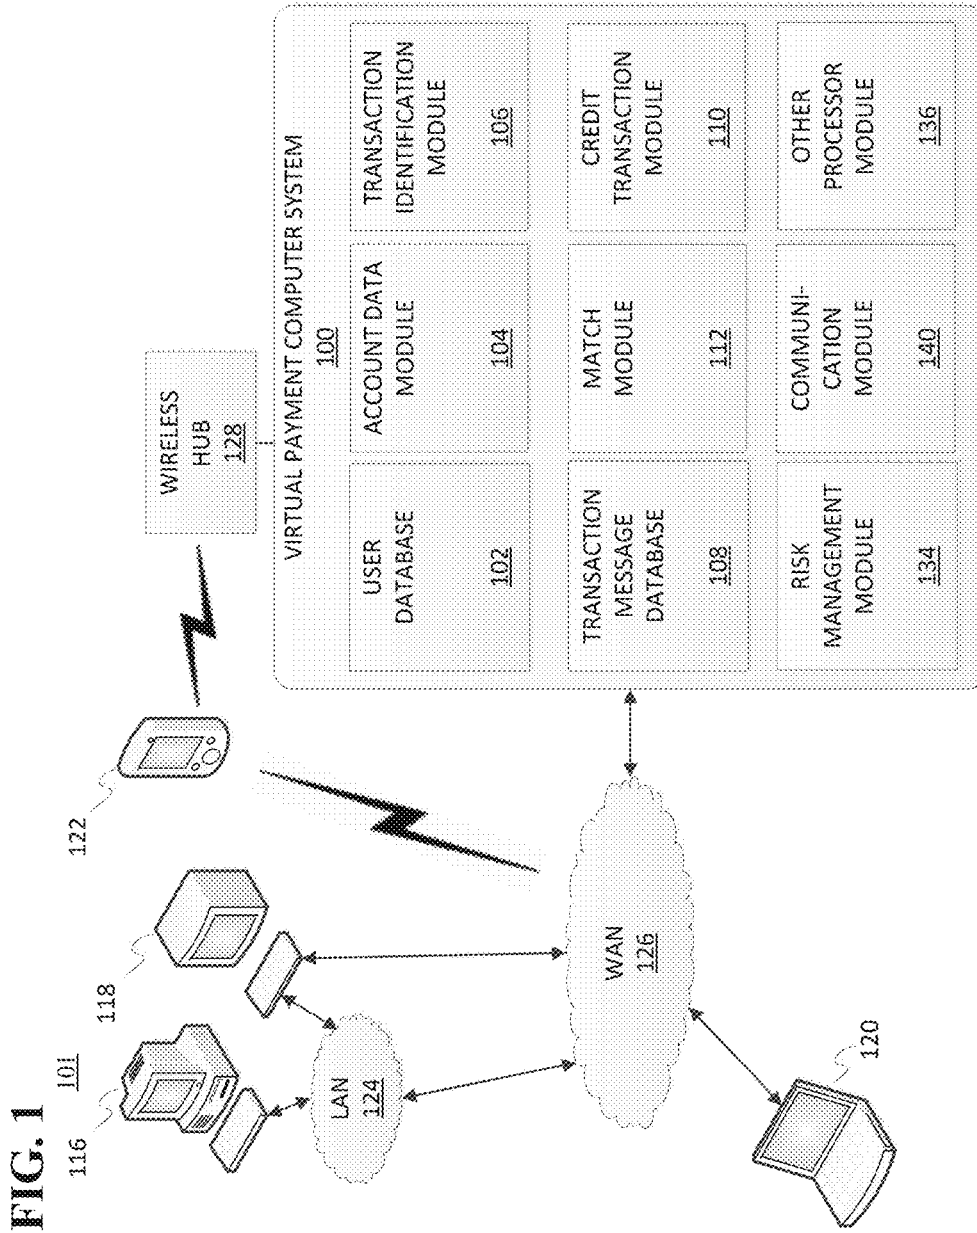 FIG. 1
101
116
118
122
120
LAN
124
WAN
126
WIRELESS
HUB
128
VIRTUAL PAYMENT COMPUTER SYSTEM
100
USER
DATABASE
102
ACCOUNT DATA
MODULE
104
TRANSACTION
IDENTIFICATION
MODULE
106
TRANSACTION
MESSAGE
DATABASE
108
MATCH
MODULE
112
CREDIT
TRANSACTION
MODULE
110
RISK
MANAGEMENT
MODULE
134
COMMUNI-
CATION
MODULE
140
OTHER
PROCESSOR
MODULE
136